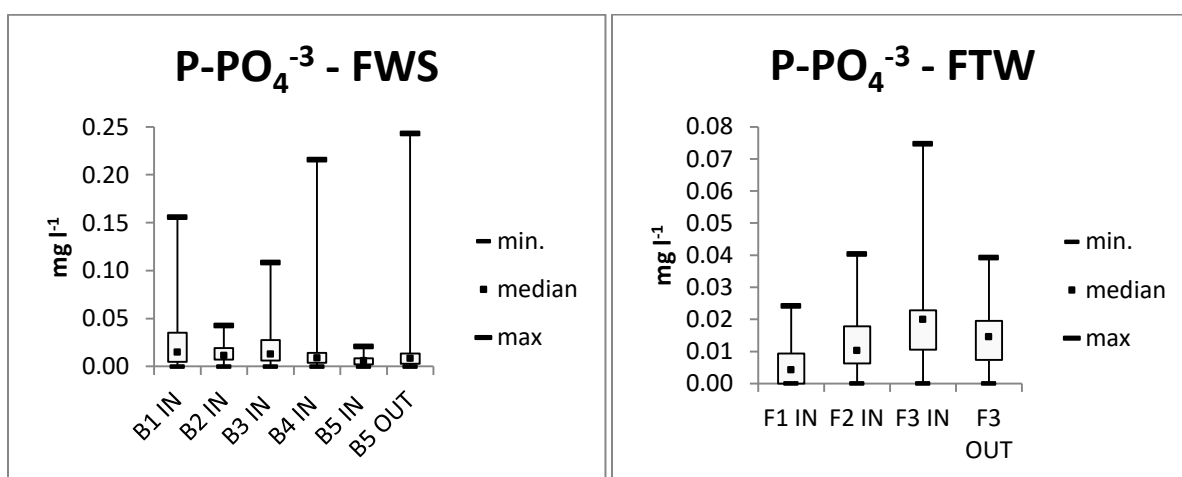 P-PO₄⁻³ - FWS
mg l⁻¹
0.25
0.20
0.15
0.10
0.05
0.00
B1 IN
B2 IN
B3 IN
B4 IN
B5 IN
B5 OUT
min.
median
max
P-PO₄⁻³ - FTW
mg l⁻¹
0.08
0.07
0.06
0.05
0.04
0.03
0.02
0.01
0.00
F1 IN
F2 IN
F3 IN
F3
OUT
min.
median
max